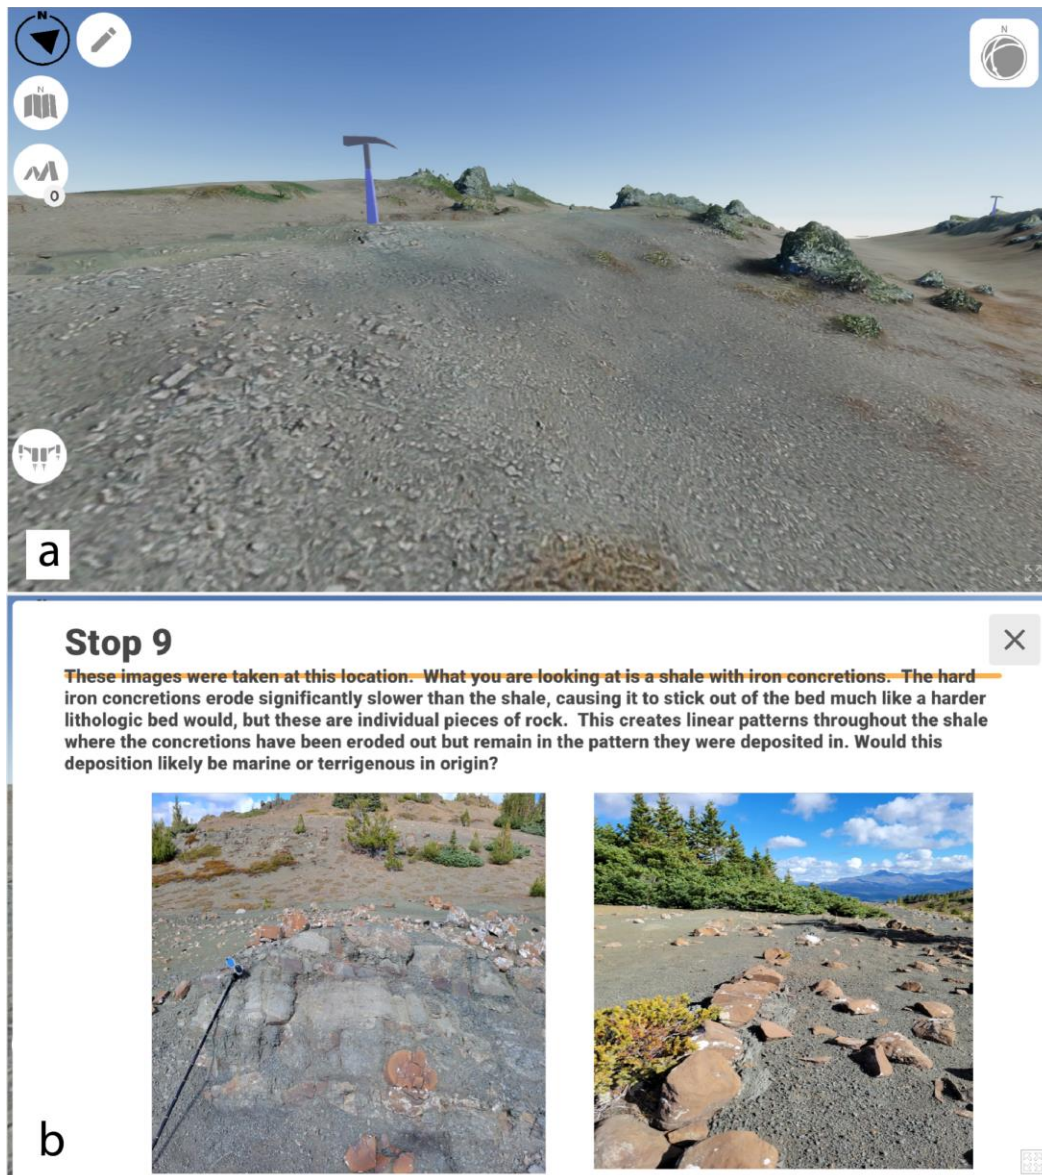 N
N
N
0
a
Stop 9
These images were taken at this location. What you are looking at is a shale with iron concretions. The hard
iron concretions erode significantly slower than the shale, causing it to stick out of the bed much like a harder
lithologic bed would, but these are individual pieces of rock. This creates linear patterns throughout the shale
where the concretions have been eroded out but remain in the pattern they were deposited in. Would this
deposition likely be marine or terrigenous in origin?
b